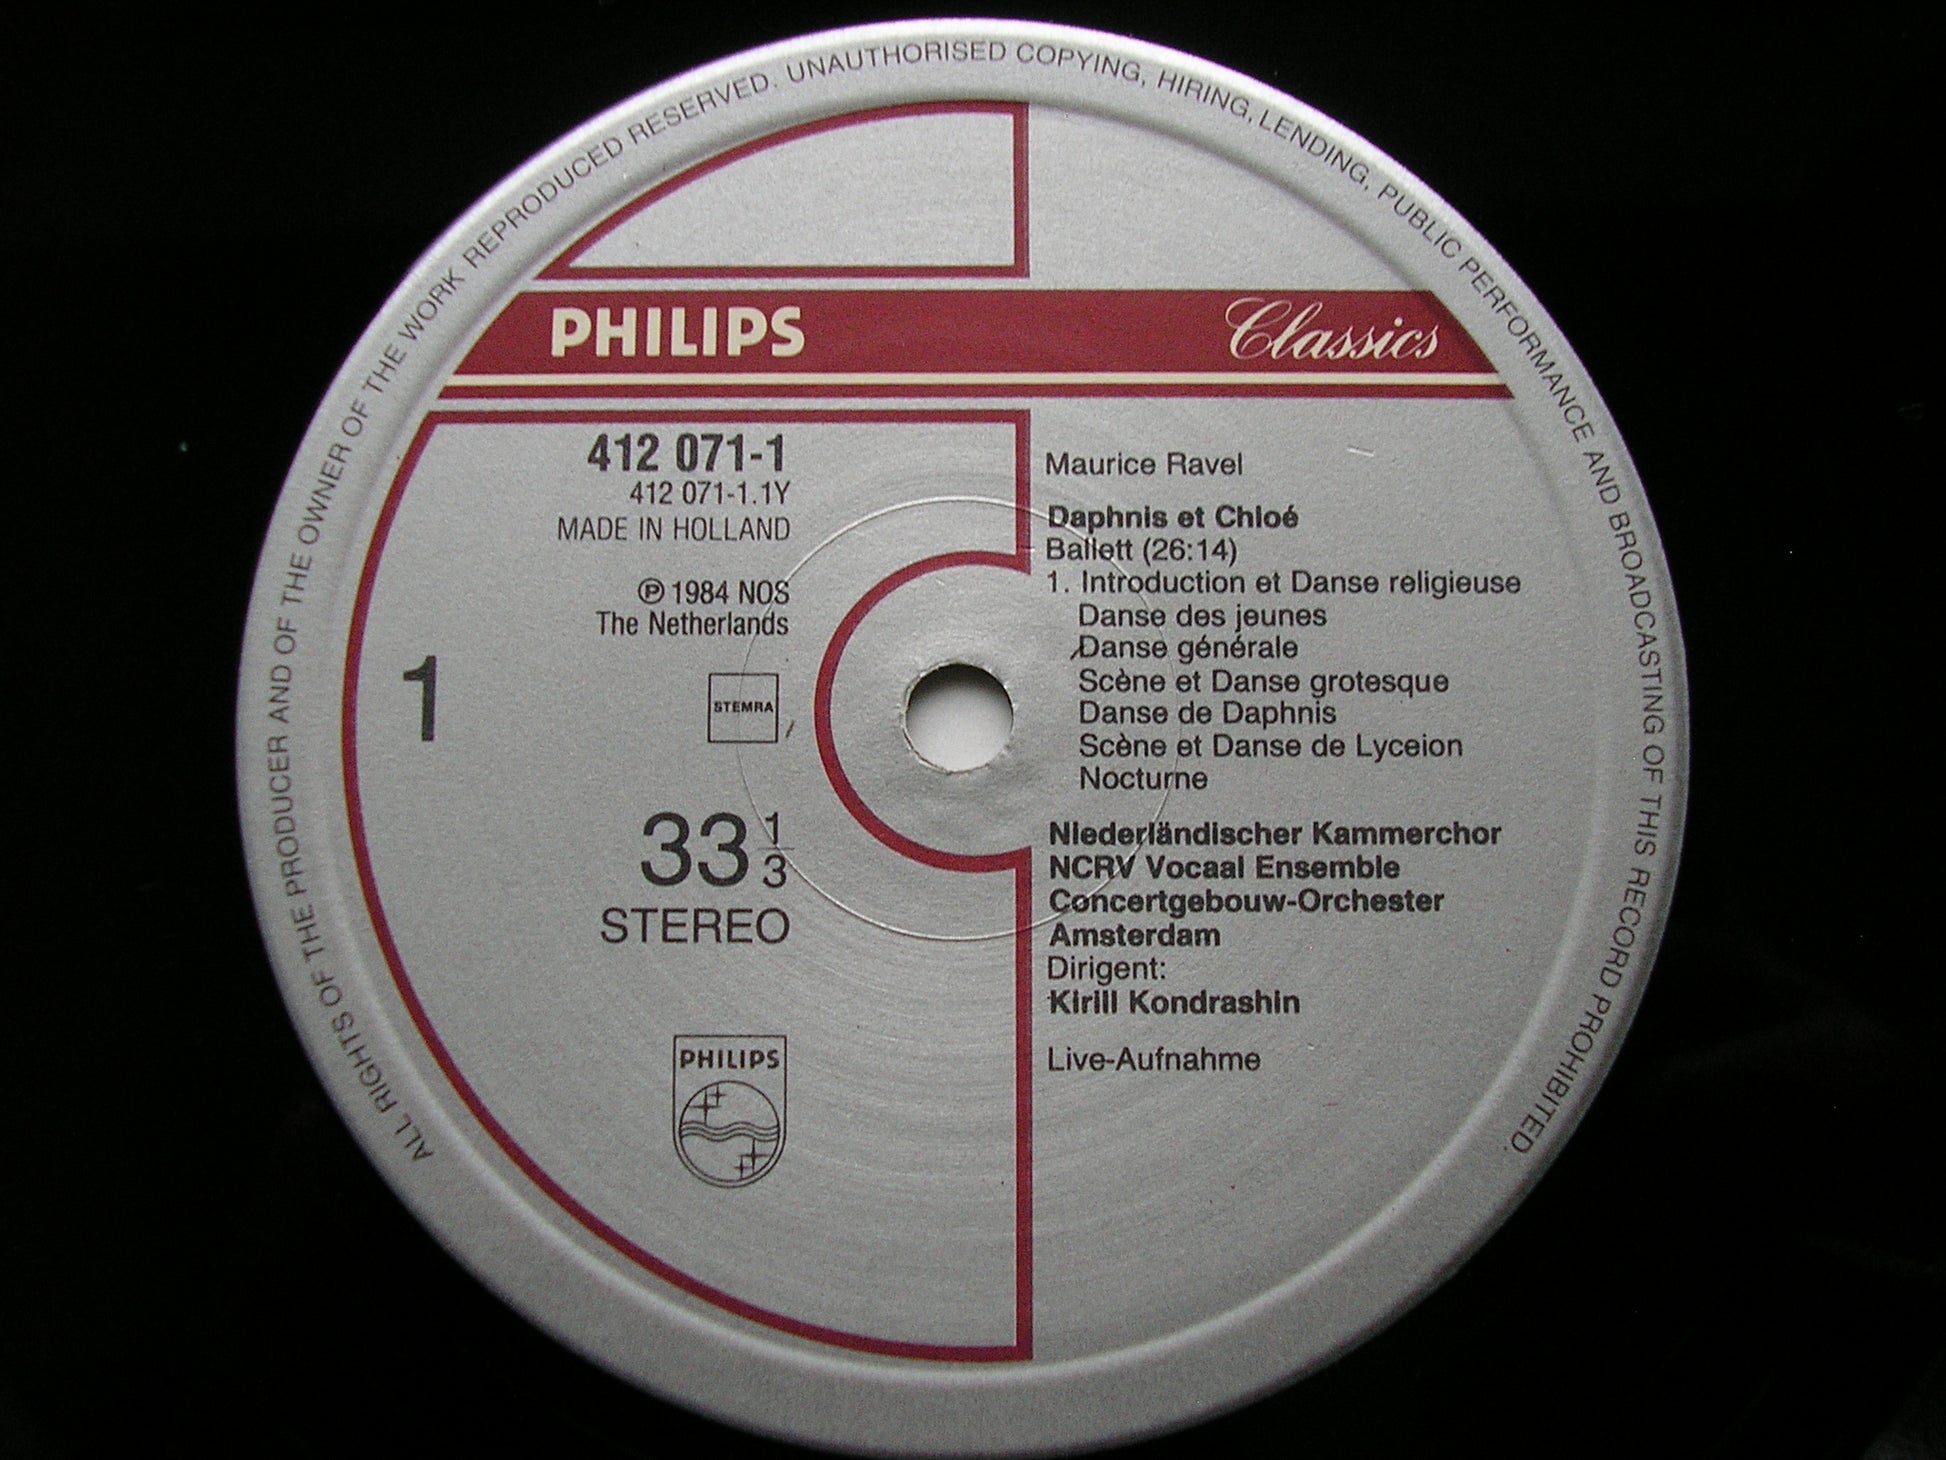 ALL RIGHTS OF THE PRODUCER AND OF THE OWNER OF THE WORK REPRODUCED RESERVED. UNAUTHORISED COPYING, HIRING, LENDING, PUBLIC PERFORMANCE AND BROADCASTING OF THIS RECORD PROHIBITED.
PHILIPS Classics
412 071-1
412 071-1.1Y
MADE IN HOLLAND
Ⓟ 1984 NOS
The Netherlands
1
STEMRA
33 1/3
STEREO
PHILIPS
Maurice Ravel
Daphnis et Chloé
Ballett (26:14)
1. Introduction et Danse religieuse
Danse des jeunes
Danse générale
Scène et Danse grotesque
Danse de Daphnis
Scène et Danse de Lyceion
Nocturne
Niederländischer Kammerchor
NCRV Vocaal Ensemble
Concertgebouw-Orchester
Amsterdam
Dirigent:
Kirill Kondrashin
Live-Aufnahme